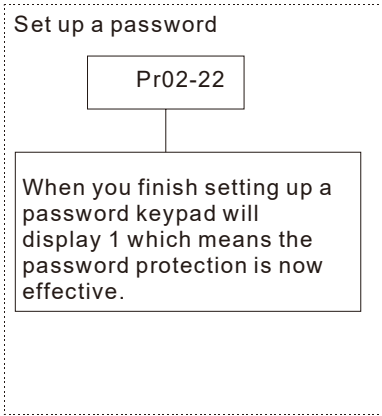 Set up a password
Pr02-22
When you finish setting up a
password keypad will
display 1 which means the
password protection is now
effective.